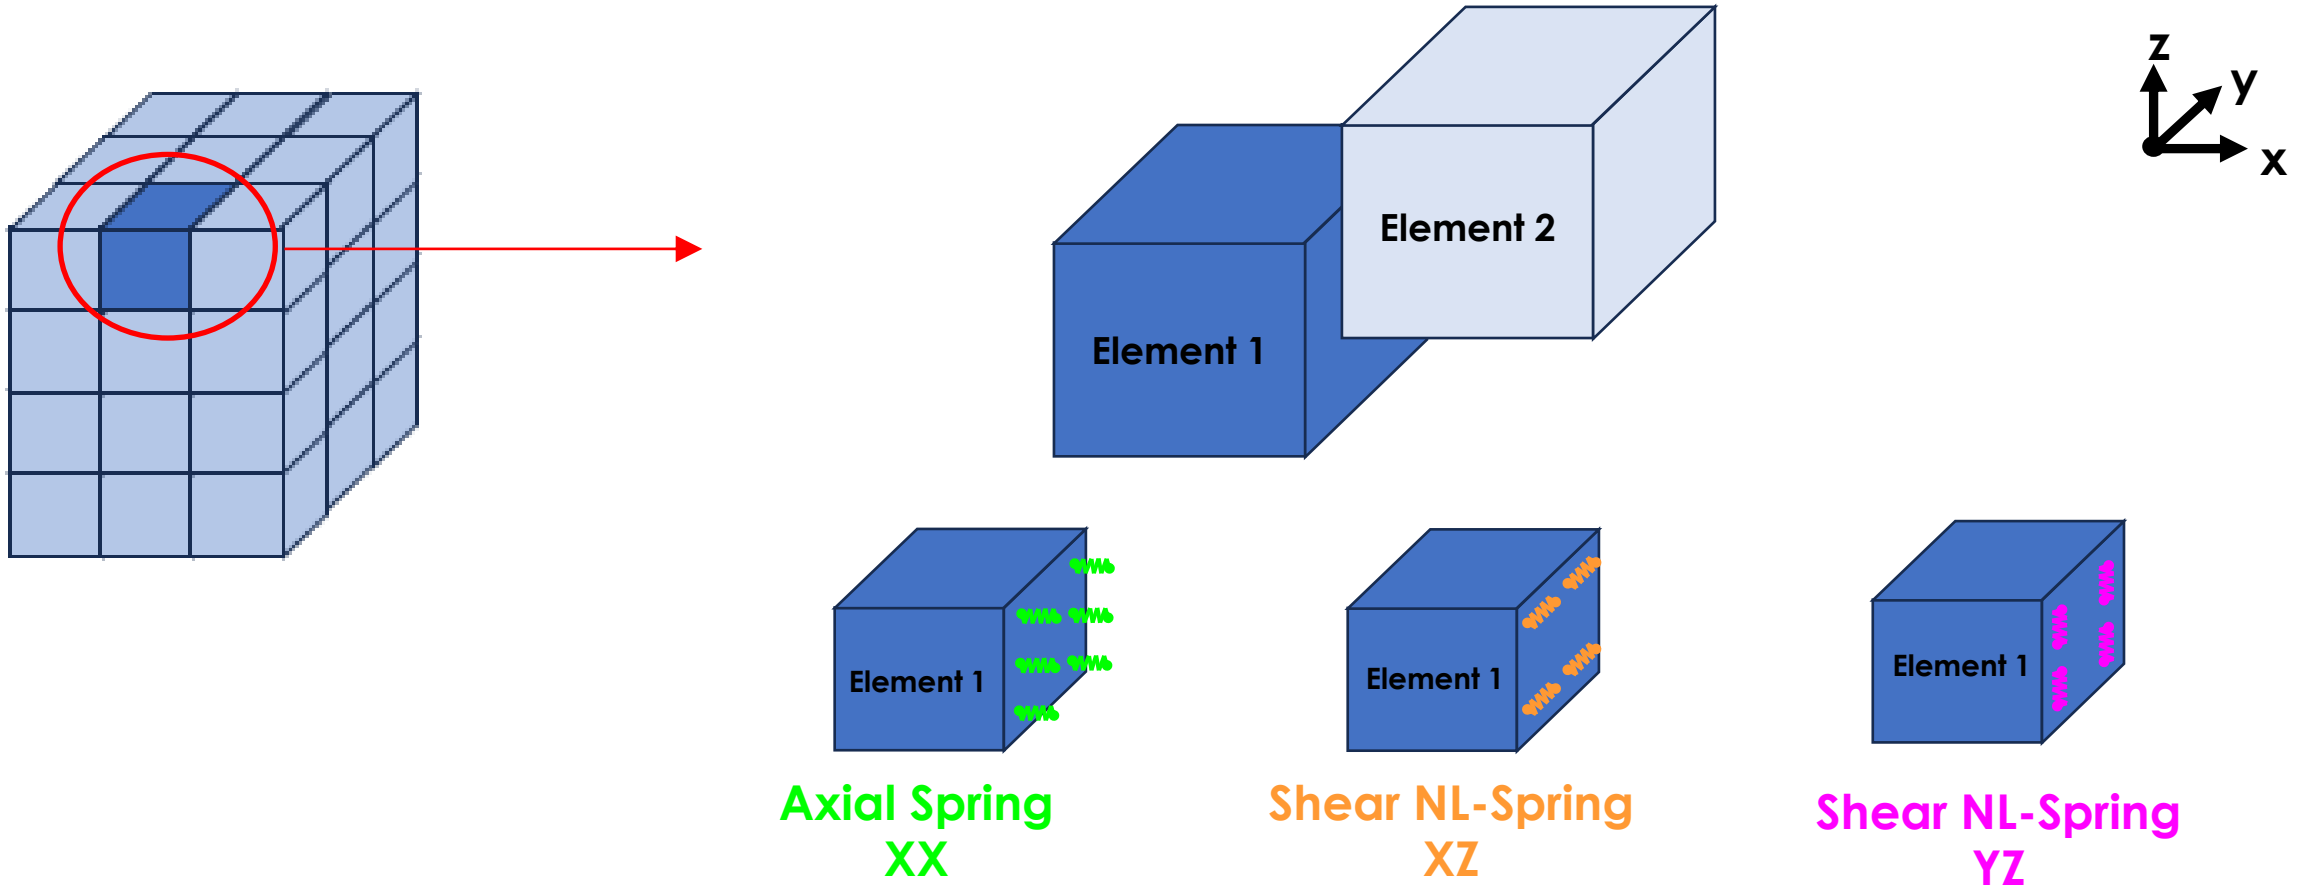 z
y
x
Element 2
Element 1
Element 1
Element 1
Element 1
Axial Spring
XX
Shear NL-Spring
XZ
Shear NL-Spring
YZ